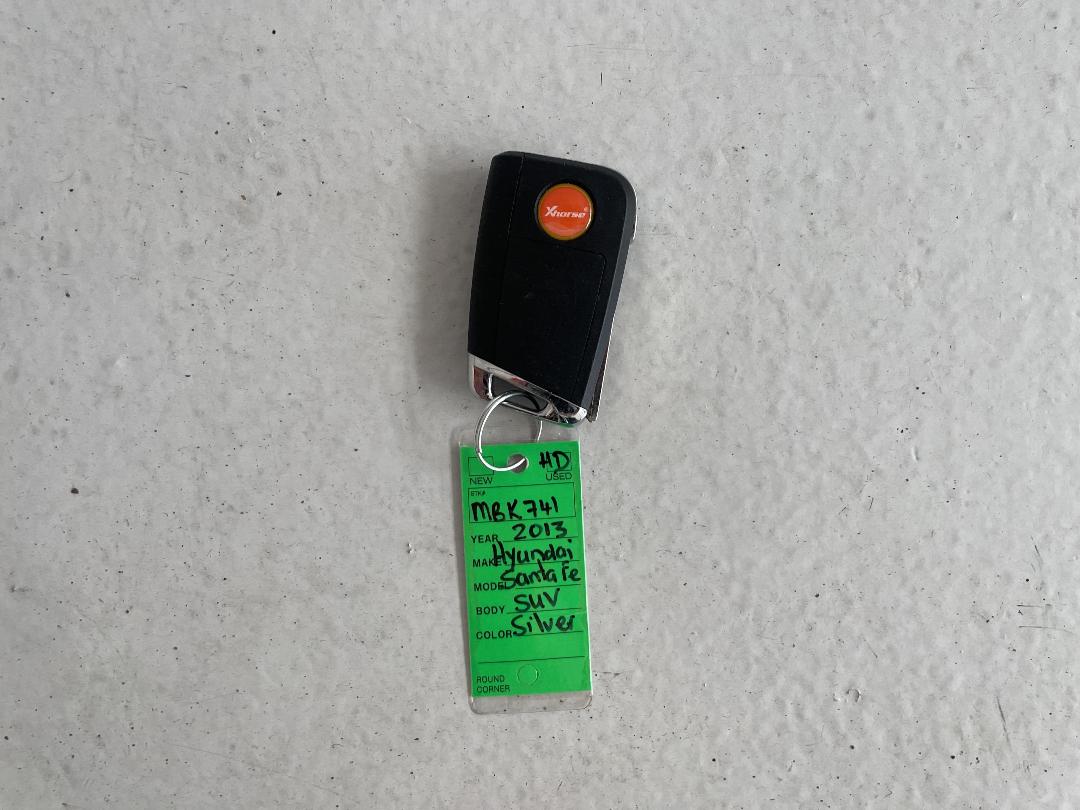 Xhorse®
HD
NEW USED
STK#
MBK741
YEAR 2013
MAKE Hyundai
MODEL Santa Fe
BODY SUV
COLOR Silver
ROUND
CORNER